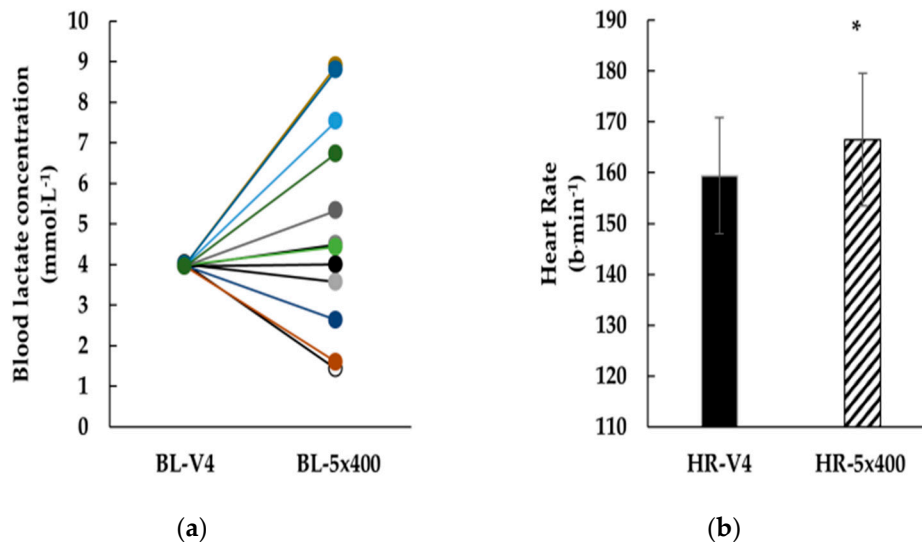 Blood lactate concentration
(mmol·L⁻¹)
10
9
8
7
6
5
4
3
2
1
0
BL-V4 BL-5x400
(a)
Heart Rate
(b·min⁻¹)
190
180
170
160
150
140
130
120
110
*
HR-V4 HR-5x400
(b)